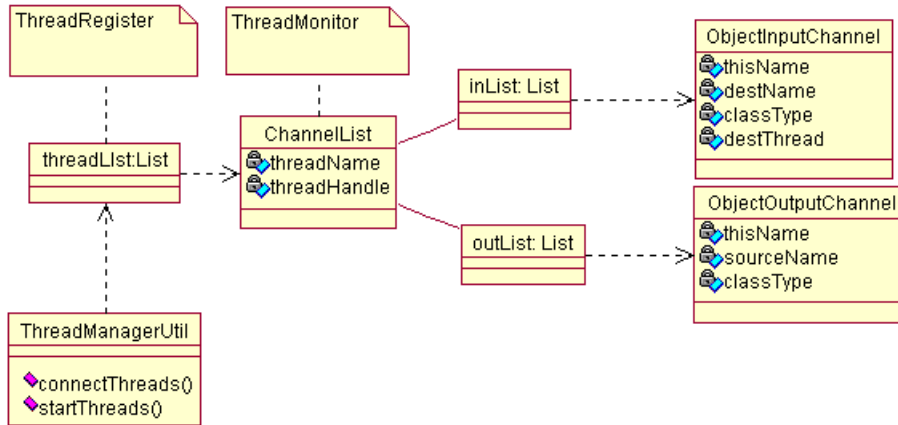 ThreadRegister
ThreadMonitor
ObjectInputChannel
thisName
destName
classType
destThread
inList: List
ChannelList
threadName
threadHandle
threadLIst:List
ObjectOutputChannel
thisName
sourceName
classType
outList: List
ThreadManagerUtil
connectThreads()
startThreads()